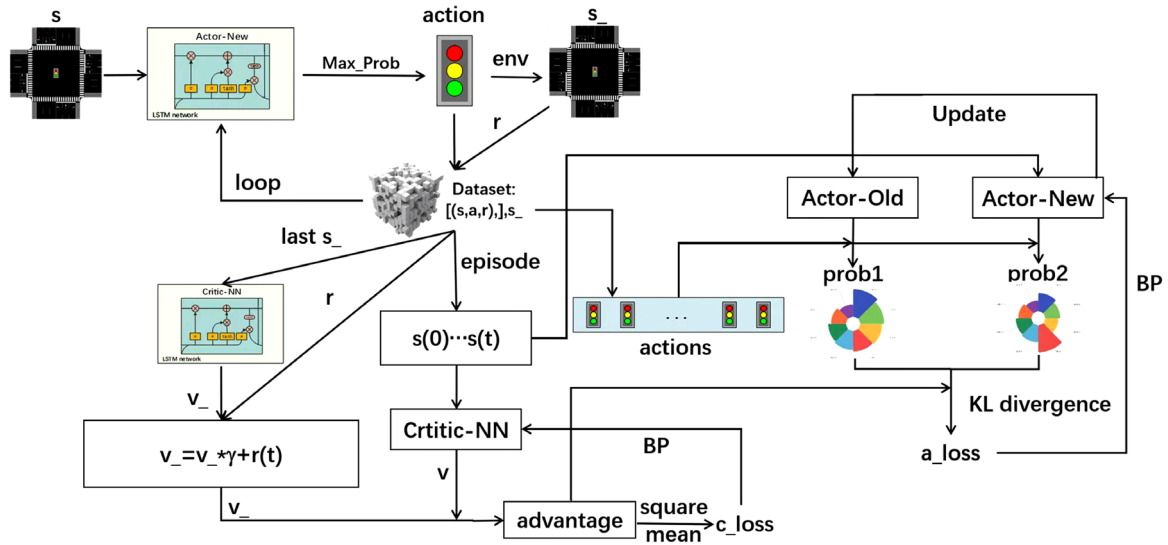 s
Actor-New
LSTM network
tanh
Max_Prob
action
env
s_
r
loop
Dataset:
[(s,a,r),],s_
last s_
r
episode
Critic-NN
LSTM network
v_
v_=v_*γ+r(t)
v_
s(0)···s(t)
Crtitic-NN
v
BP
advantage
square
mean
c_loss
actions
· · ·
Update
Actor-Old
Actor-New
prob1
prob2
BP
KL divergence
a_loss